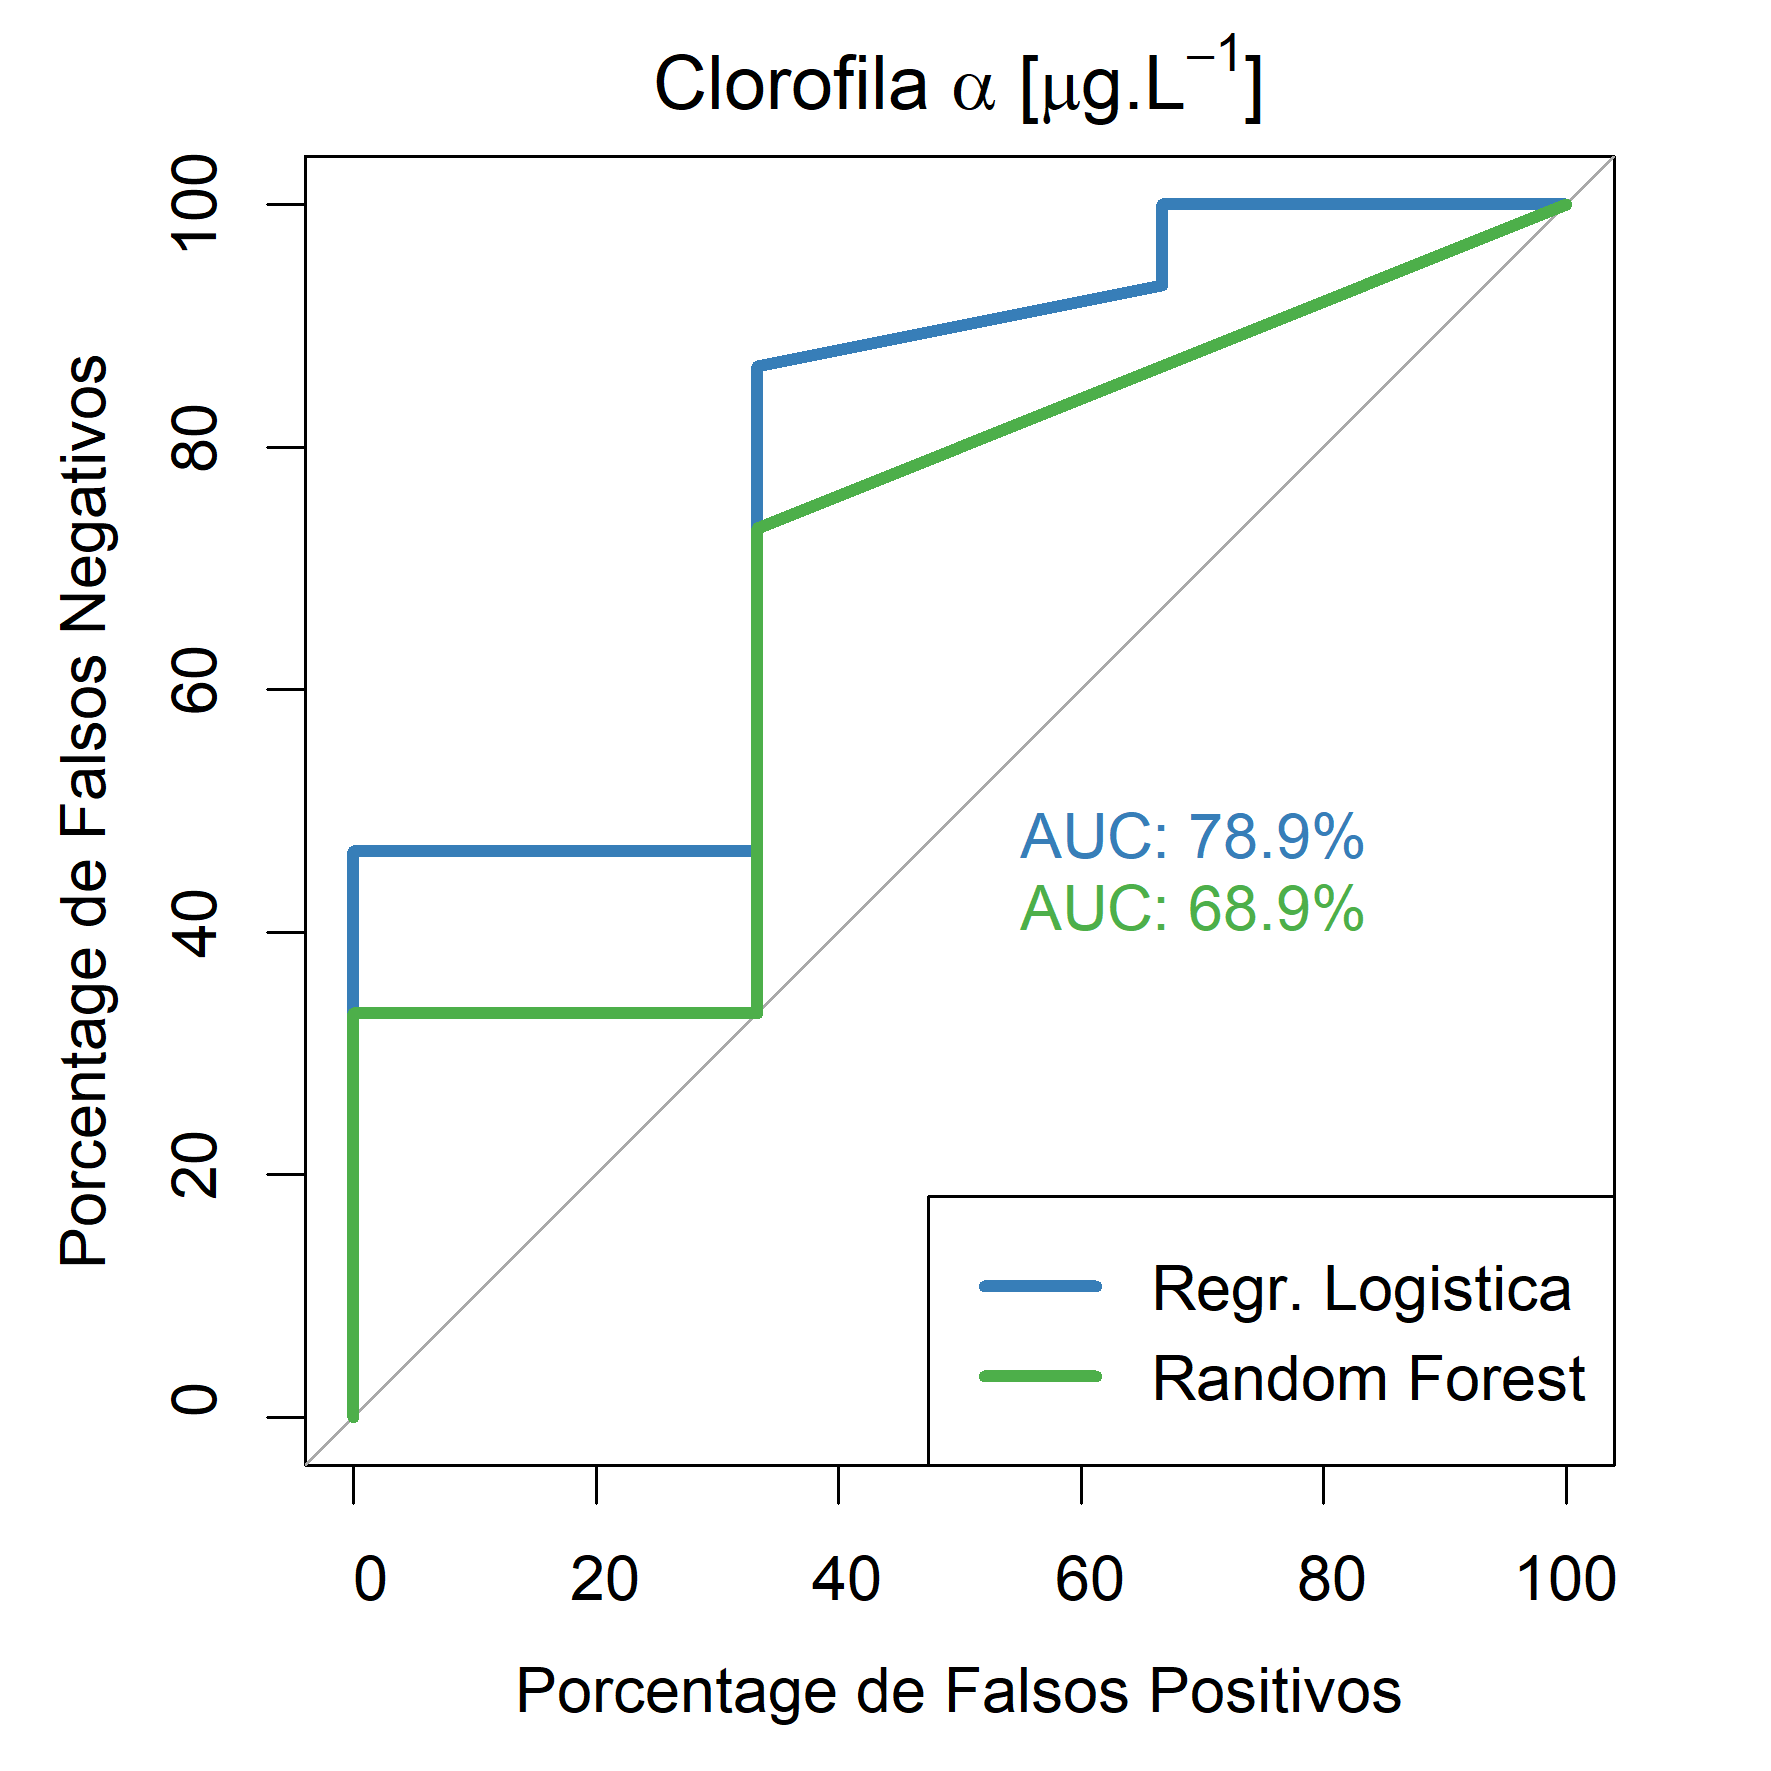 Clorofila α [μg.L⁻¹]
Porcentage de Falsos Negativos
100
80
60
40
20
0
AUC: 78.9%
AUC: 68.9%
Regr. Logistica
Random Forest
0 20 40 60 80 100
Porcentage de Falsos Positivos